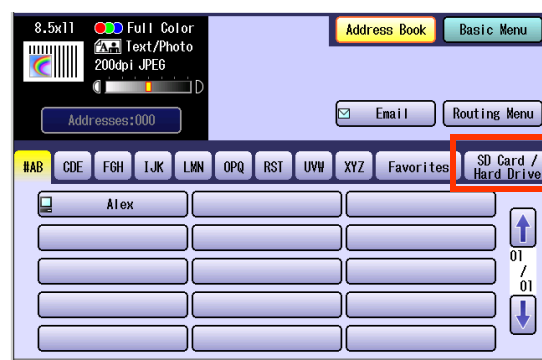 8.5x11 Full Color
A Text/Photo
200dpi JPEG
D
Addresses:000
Address Book Basic Menu
Email Routing Menu
#AB CDE FGH IJK LMN OPQ RST UVW XYZ Favorites SD Card /
Hard Drive
Alex
01
/
01